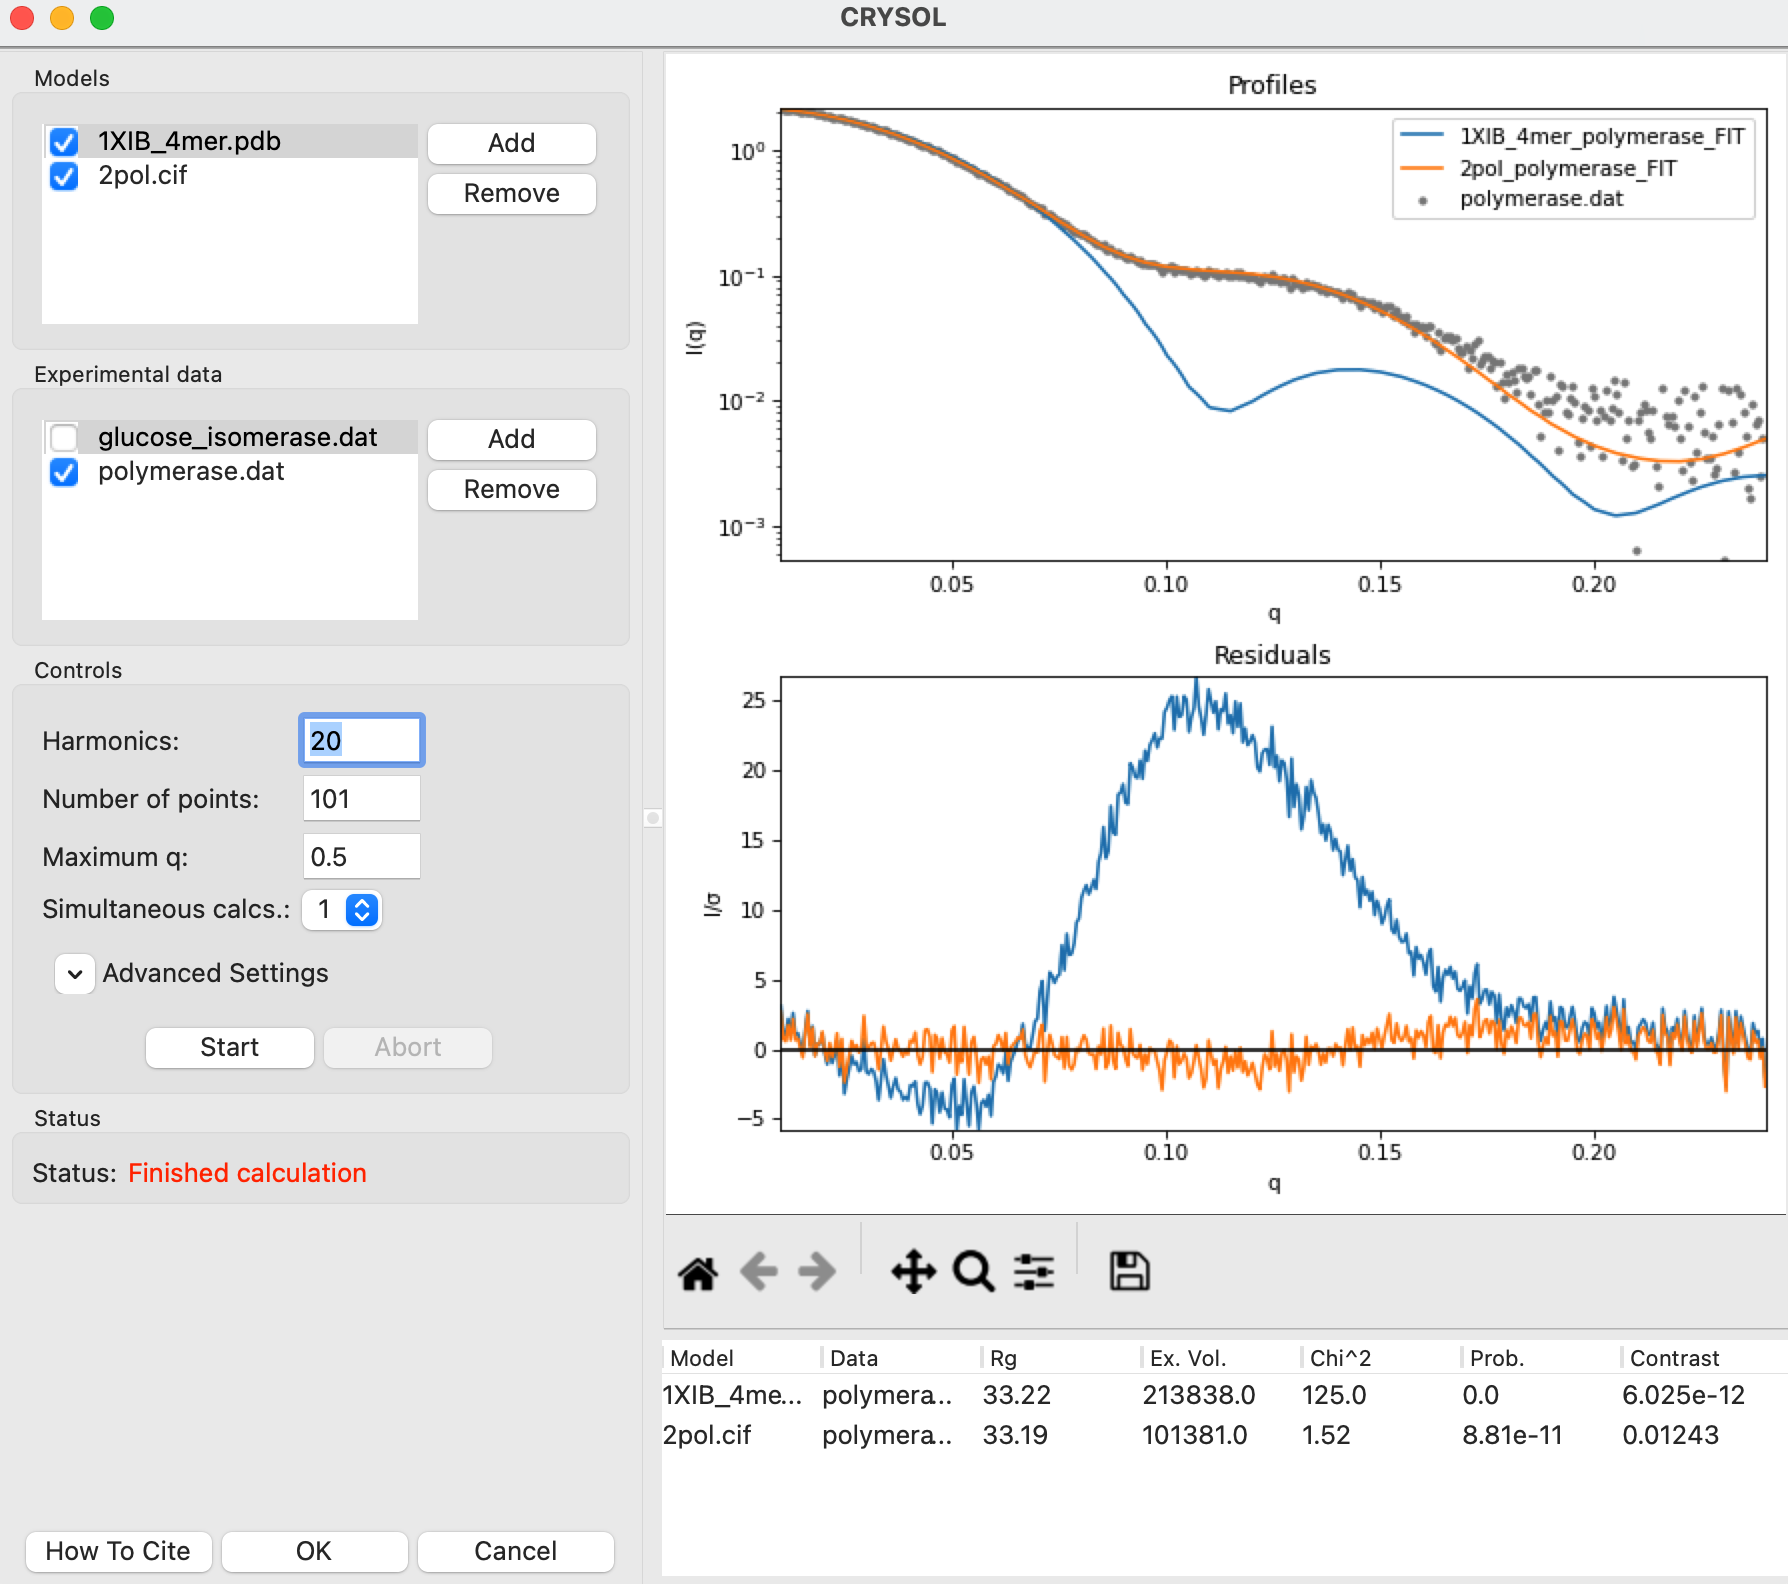 CRYSOL
Models
1XIB_4mer.pdb
2pol.cif
Add
Remove
Experimental data
glucose_isomerase.dat
polymerase.dat
Add
Remove
Controls
Harmonics: 20
Number of points: 101
Maximum q: 0.5
Simultaneous calcs.: 1
Advanced Settings
Start Abort
Status
Status: Finished calculation
How To Cite OK Cancel
Profiles
1XIB_4mer_polymerase_FIT
2pol_polymerase_FIT
polymerase.dat
I(q)
10⁰
10⁻¹
10⁻²
10⁻³
0.05 0.10 0.15 0.20
q
Residuals
I/σ
25
20
15
10
5
0
−5
0.05 0.10 0.15 0.20
q
Model Data Rg Ex. Vol. Chi^2 Prob. Contrast
1XIB_4me... polymera... 33.22 213838.0 125.0 0.0 6.025e-12
2pol.cif polymera... 33.19 101381.0 1.52 8.81e-11 0.01243